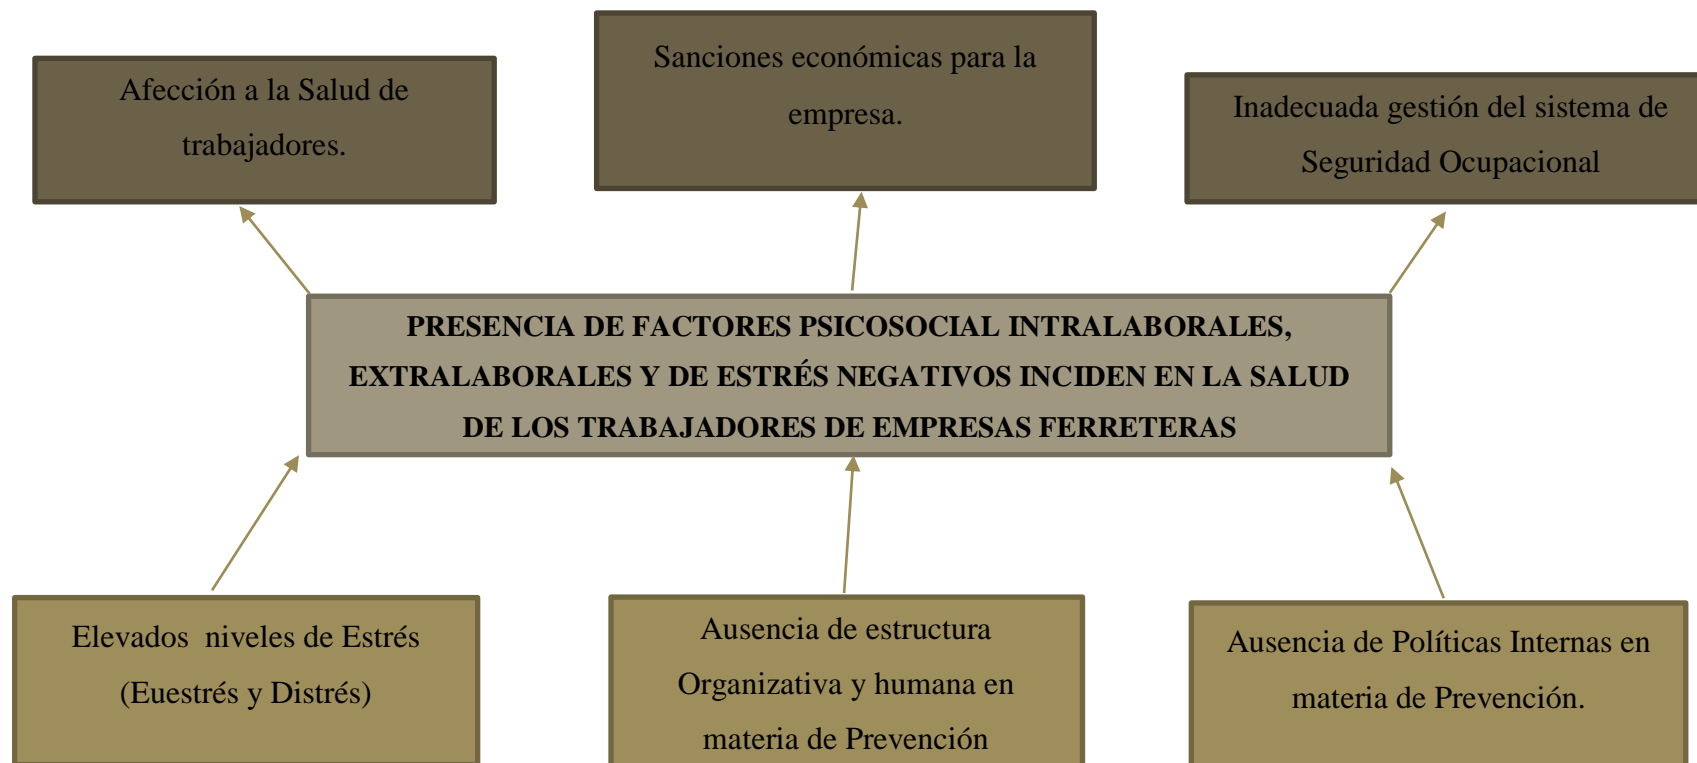 Afección a la Salud de
trabajadores.
Sanciones económicas para la
empresa.
Inadecuada gestión del sistema de
Seguridad Ocupacional
PRESENCIA DE FACTORES PSICOSOCIAL INTRALABORALES,
EXTRALABORALES Y DE ESTRÉS NEGATIVOS INCIDEN EN LA SALUD
DE LOS TRABAJADORES DE EMPRESAS FERRETERAS
Elevados  niveles de Estrés
(Euestrés y Distrés)
Ausencia de estructura
Organizativa y humana en
materia de Prevención
Ausencia de Políticas Internas en
materia de Prevención.